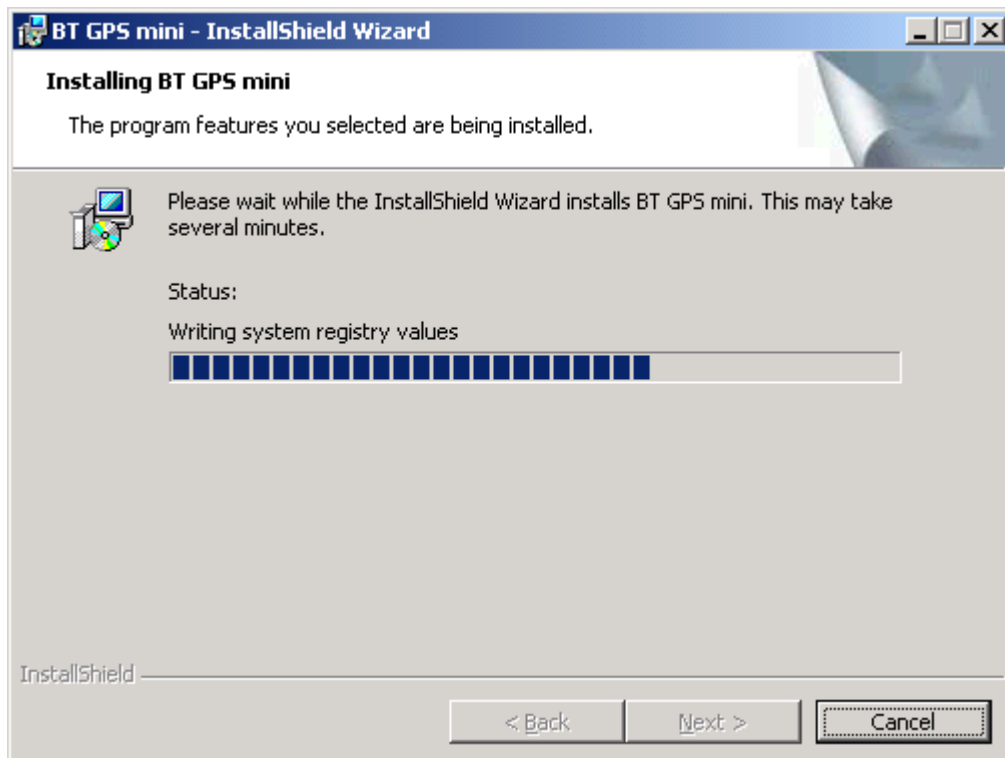 BT GPS mini - InstallShield Wizard
Installing BT GPS mini
The program features you selected are being installed.
Please wait while the InstallShield Wizard installs BT GPS mini. This may take
several minutes.
Status:
Writing system registry values
InstallShield
< Back Next > Cancel